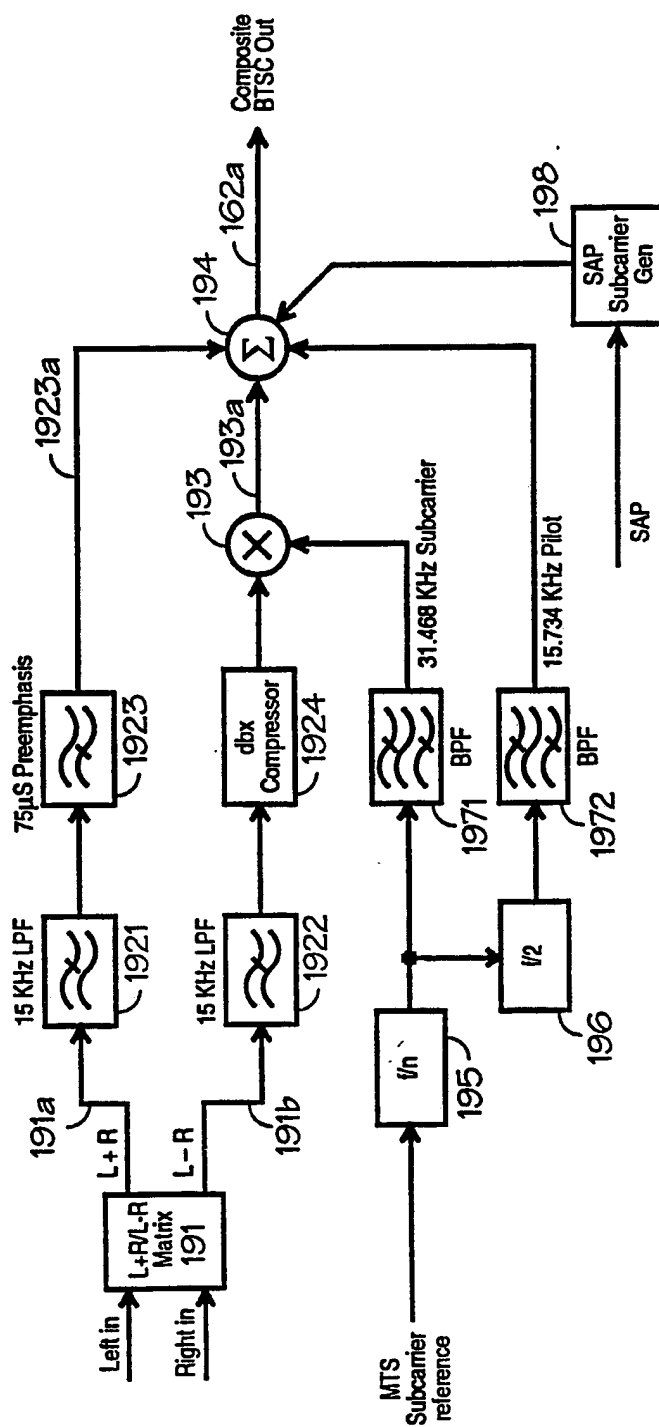 Left in
Right in
L+R/L-R
Matrix
191
L+R
191a
L−R
191b
15 KHz LPF
1921
75µS Preemphasis
1923
1923a
15 KHz LPF
1922
dbx
Compressor
1924
193
193a
194
Σ
162a
Composite
BTSC Out
MTS
Subcarrier
reference
f/n
195
f/2
196
BPF
1971
31.468 KHz Subcarrier
BPF
1972
15.734 KHz Pilot
SAP
SAP
Subcarrier
Gen
198